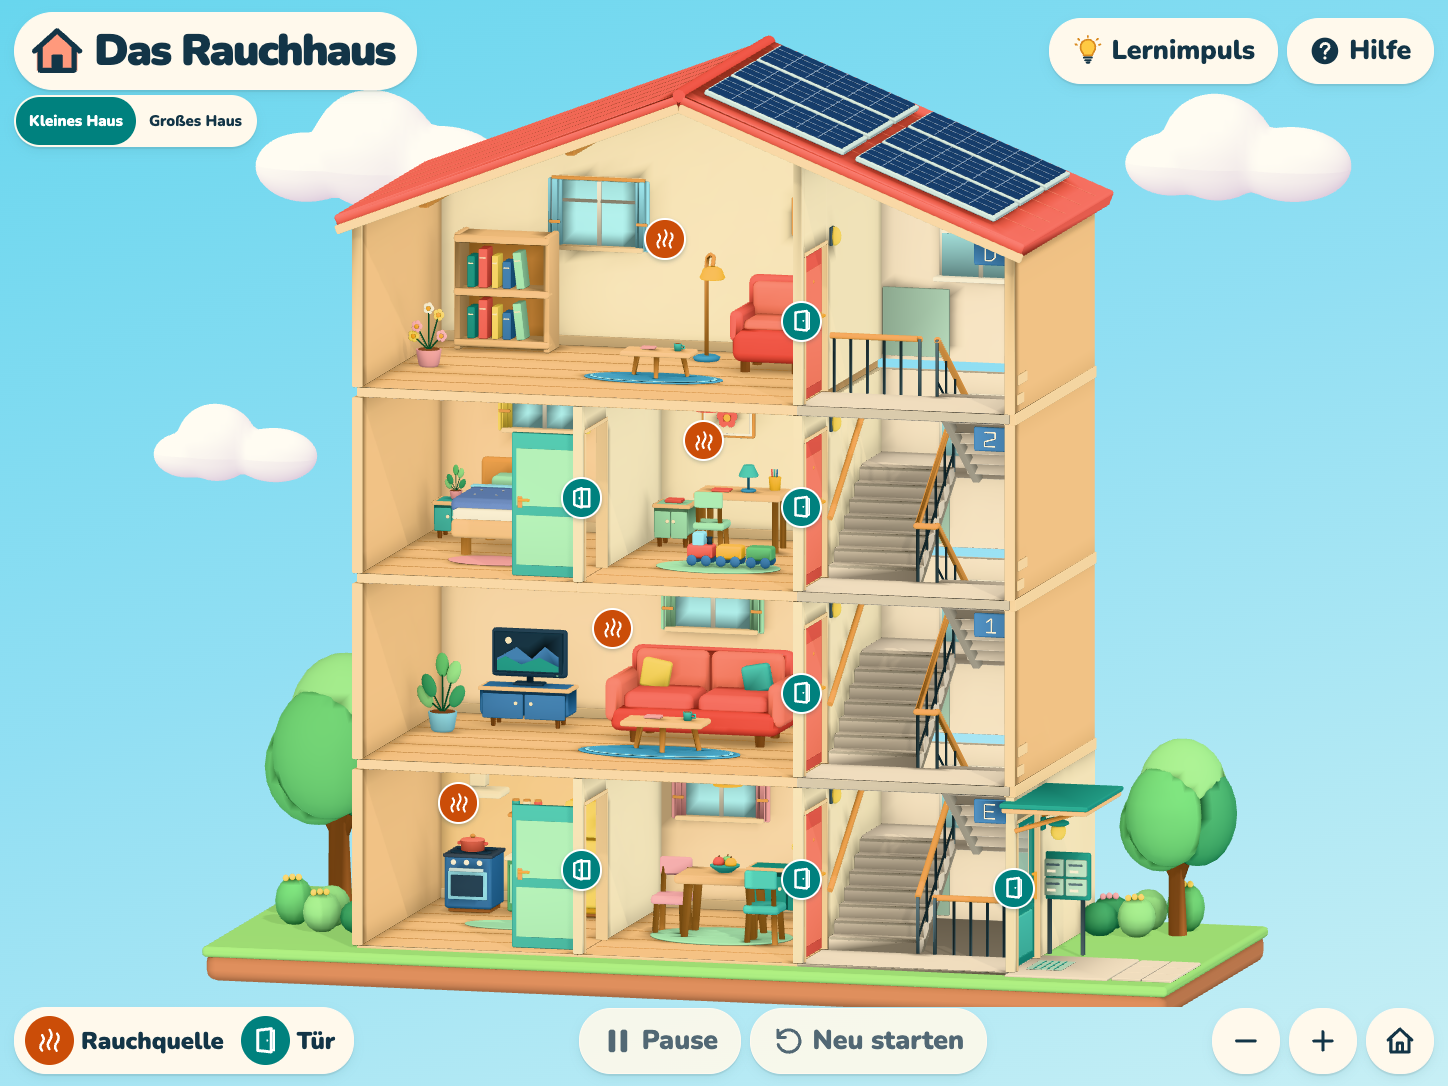 Das Rauchhaus
Lernimpuls
Hilfe
Kleines Haus
Großes Haus
D
2
1
E
Rauchquelle
Tür
Pause
Neu starten